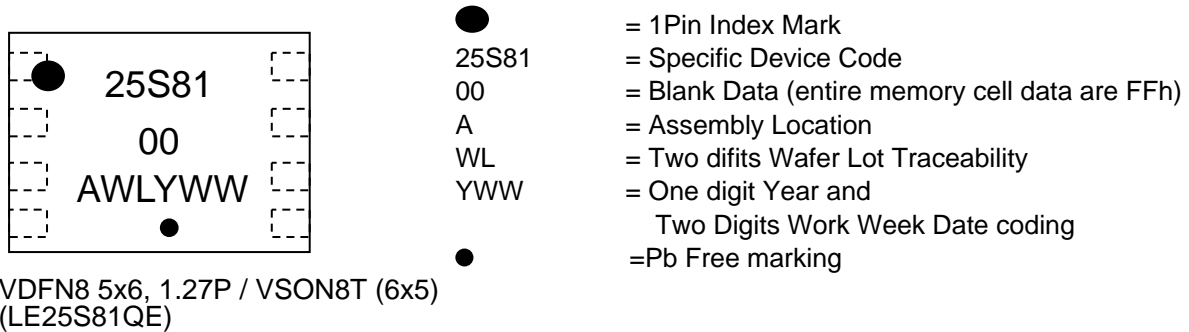 25S81
00
AWLYWW
VDFN8 5x6, 1.27P / VSON8T (6x5)
(LE25S81QE)
= 1Pin Index Mark
25S81 = Specific Device Code
00 = Blank Data (entire memory cell data are FFh)
A = Assembly Location
WL = Two difits Wafer Lot Traceability
YWW = One digit Year and
Two Digits Work Week Date coding
=Pb Free marking